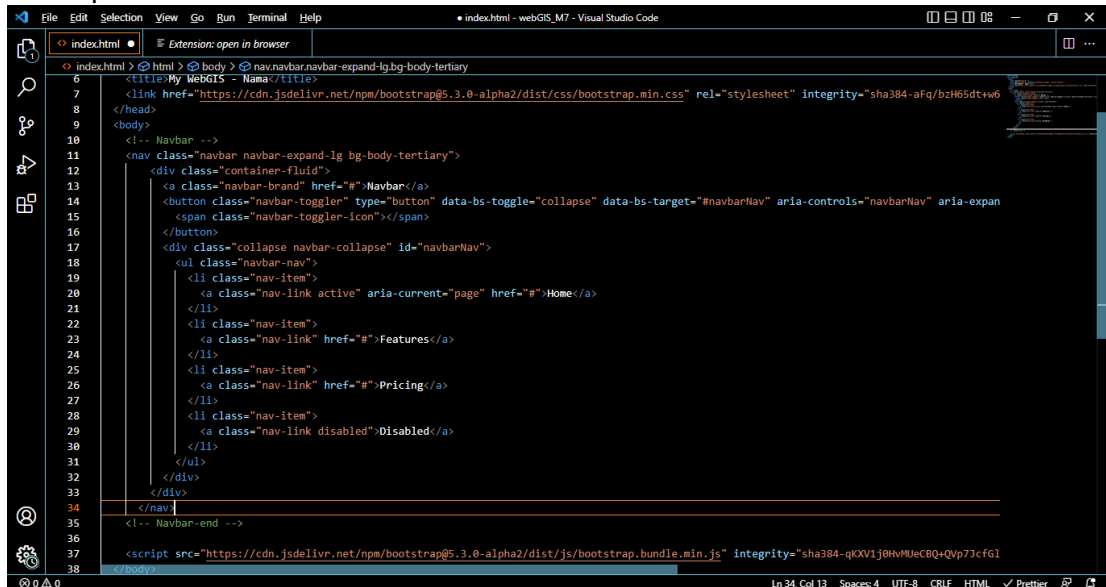 File Edit Selection View Go Run Terminal Help
● index.html - webGIS_M7 - Visual Studio Code
<> index.html ●
Extension: open in browser
<> index.html > html > body > nav.navbar.navbar-expand-lg.bg-body-tertiary
6 <title>My WebGIS - Nama</title>
7 <link href="https://cdn.jsdelivr.net/npm/bootstrap@5.3.0-alpha2/dist/css/bootstrap.min.css" rel="stylesheet" integrity="sha384-aFq/bzH65dt+w6
8 </head>
9 <body>
10 <!-- Navbar -->
11 <nav class="navbar navbar-expand-lg bg-body-tertiary">
12 <div class="container-fluid">
13 <a class="navbar-brand" href="#">Navbar</a>
14 <button class="navbar-toggler" type="button" data-bs-toggle="collapse" data-bs-target="#navbarNav" aria-controls="navbarNav" aria-expan
15 <span class="navbar-toggler-icon"></span>
16 </button>
17 <div class="collapse navbar-collapse" id="navbarNav">
18 <ul class="navbar-nav">
19 <li class="nav-item">
20 <a class="nav-link active" aria-current="page" href="#">Home</a>
21 </li>
22 <li class="nav-item">
23 <a class="nav-link" href="#">Features</a>
24 </li>
25 <li class="nav-item">
26 <a class="nav-link" href="#">Pricing</a>
27 </li>
28 <li class="nav-item">
29 <a class="nav-link disabled">Disabled</a>
30 </li>
31 </ul>
32 </div>
33 </div>
34 </nav>
35 <!-- Navbar-end -->
36
37 <script src="https://cdn.jsdelivr.net/npm/bootstrap@5.3.0-alpha2/dist/js/bootstrap.bundle.min.js" integrity="sha384-qKXV1j0HvMUeCBQ+QVp7JcfGl
38 </body>
0 0 Ln 34, Col 13 Spaces: 4 UTF-8 CRLF HTML ✓ Prettier